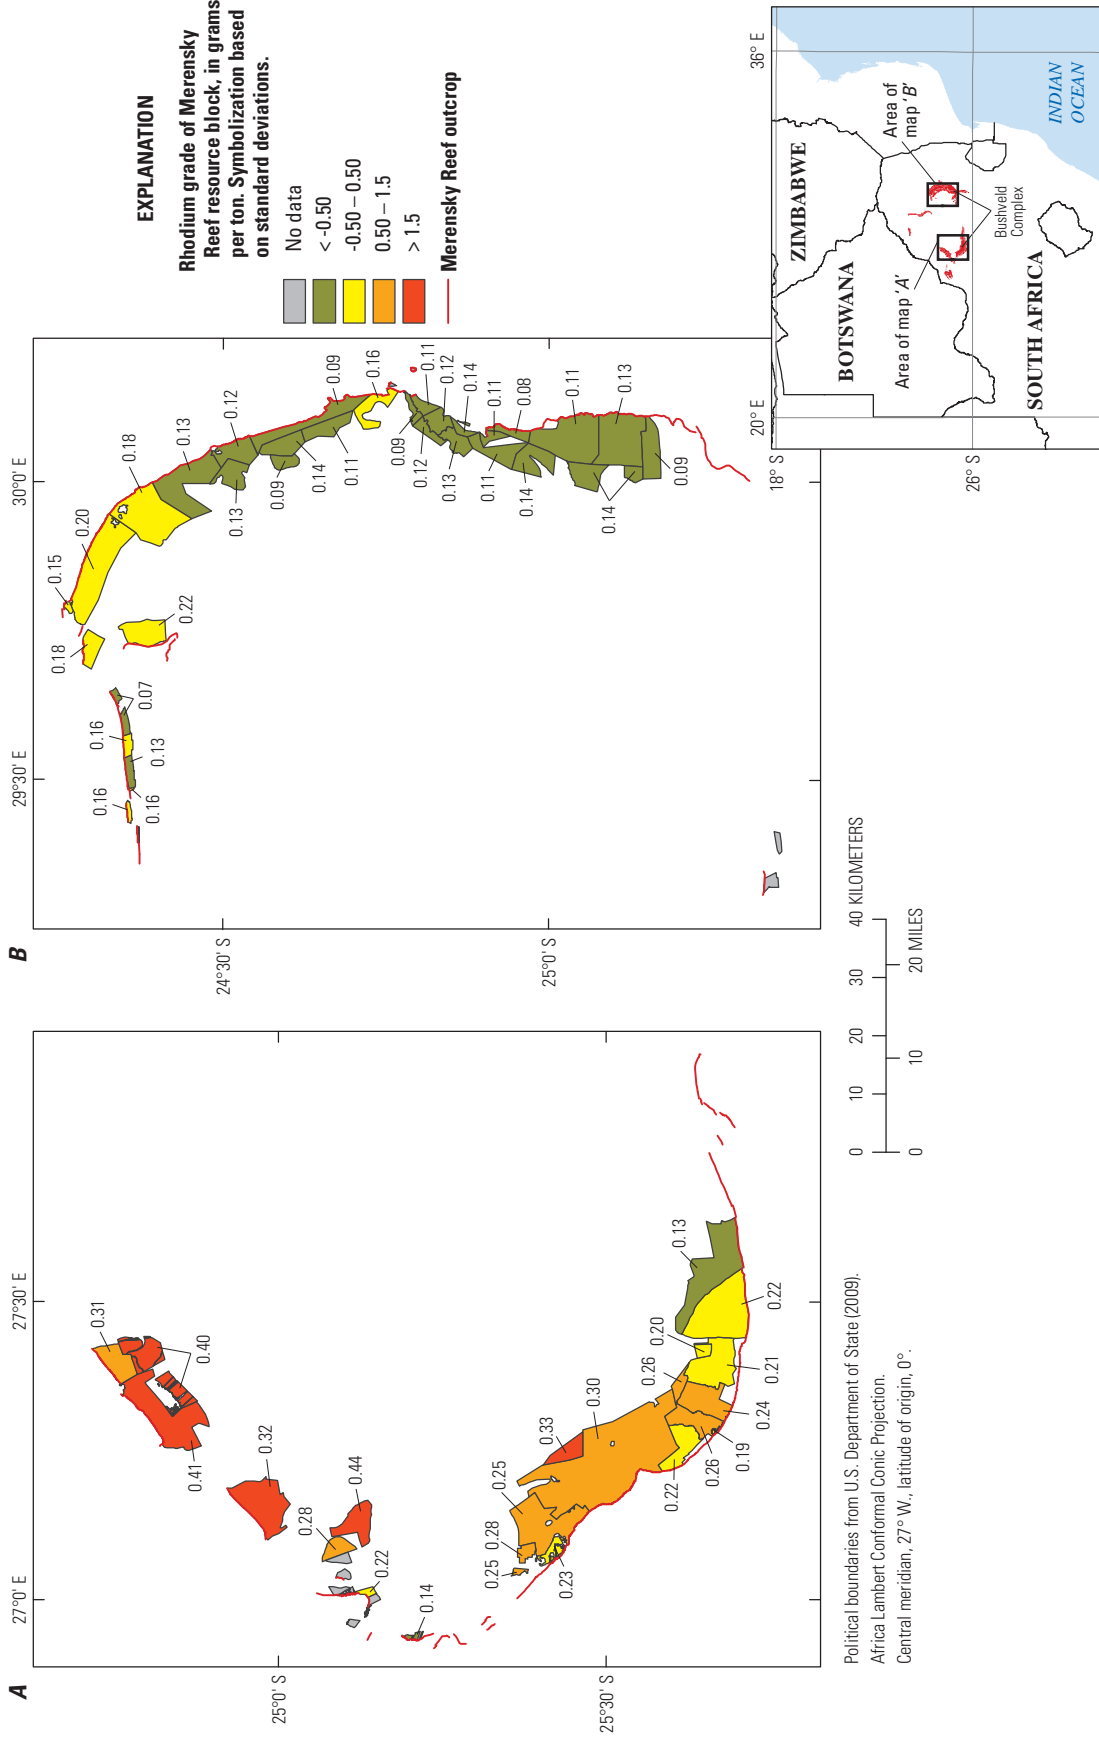 A
27°0' E
27°30' E
25°0' S
25°30' S
0.31
0.40
0.41
0.32
0.44
0.28
0.22
0.14
0.33
0.30
0.25
0.28
0.25
0.23
0.26
0.20
0.13
0.22
0.21
0.24
0.19
0.26
0.22
B
29°30' E
30°0' E
24°30' S
25°0' S
0.15
0.20
0.18
0.13
0.12
0.09
0.16
0.11
0.12
0.14
0.11
0.08
0.11
0.13
0.18
0.22
0.07
0.16
0.13
0.16
0.16
0.13
0.09
0.14
0.11
0.09
0.12
0.13
0.11
0.14
0.14
0.09
EXPLANATION
Rhodium grade of Merensky
Reef resource block, in grams
per ton. Symbolization based
on standard deviations.
No data
< -0.50
-0.50 – 0.50
0.50 – 1.5
> 1.5
Merensky Reef outcrop
Political boundaries from U.S. Department of State (2009).
Africa Lambert Conformal Conic Projection.
Central meridian, 27° W., latitude of origin, 0°.
0 10 20 30 40 KILOMETERS
0 10 20 MILES
20° E
36° E
18° S
26° S
ZIMBABWE
BOTSWANA
SOUTH AFRICA
Area of map 'A'
Area of
map 'B'
Bushveld
Complex
INDIAN
OCEAN